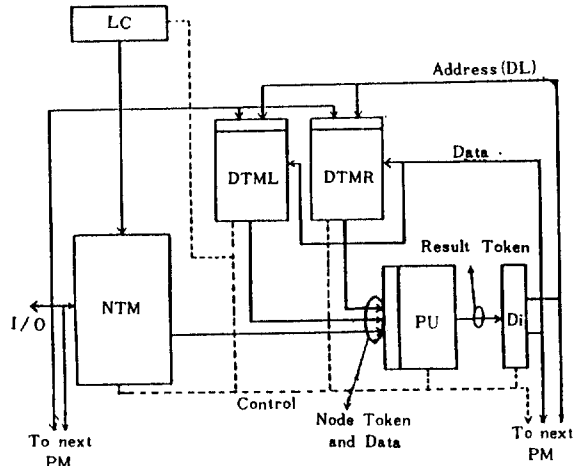 LC
Address(DL)
DTML
DTMR
Data
Result Token
NTM
I/O
PU
Di
Control
Node Token
and Data
To next
PM
To next
PM